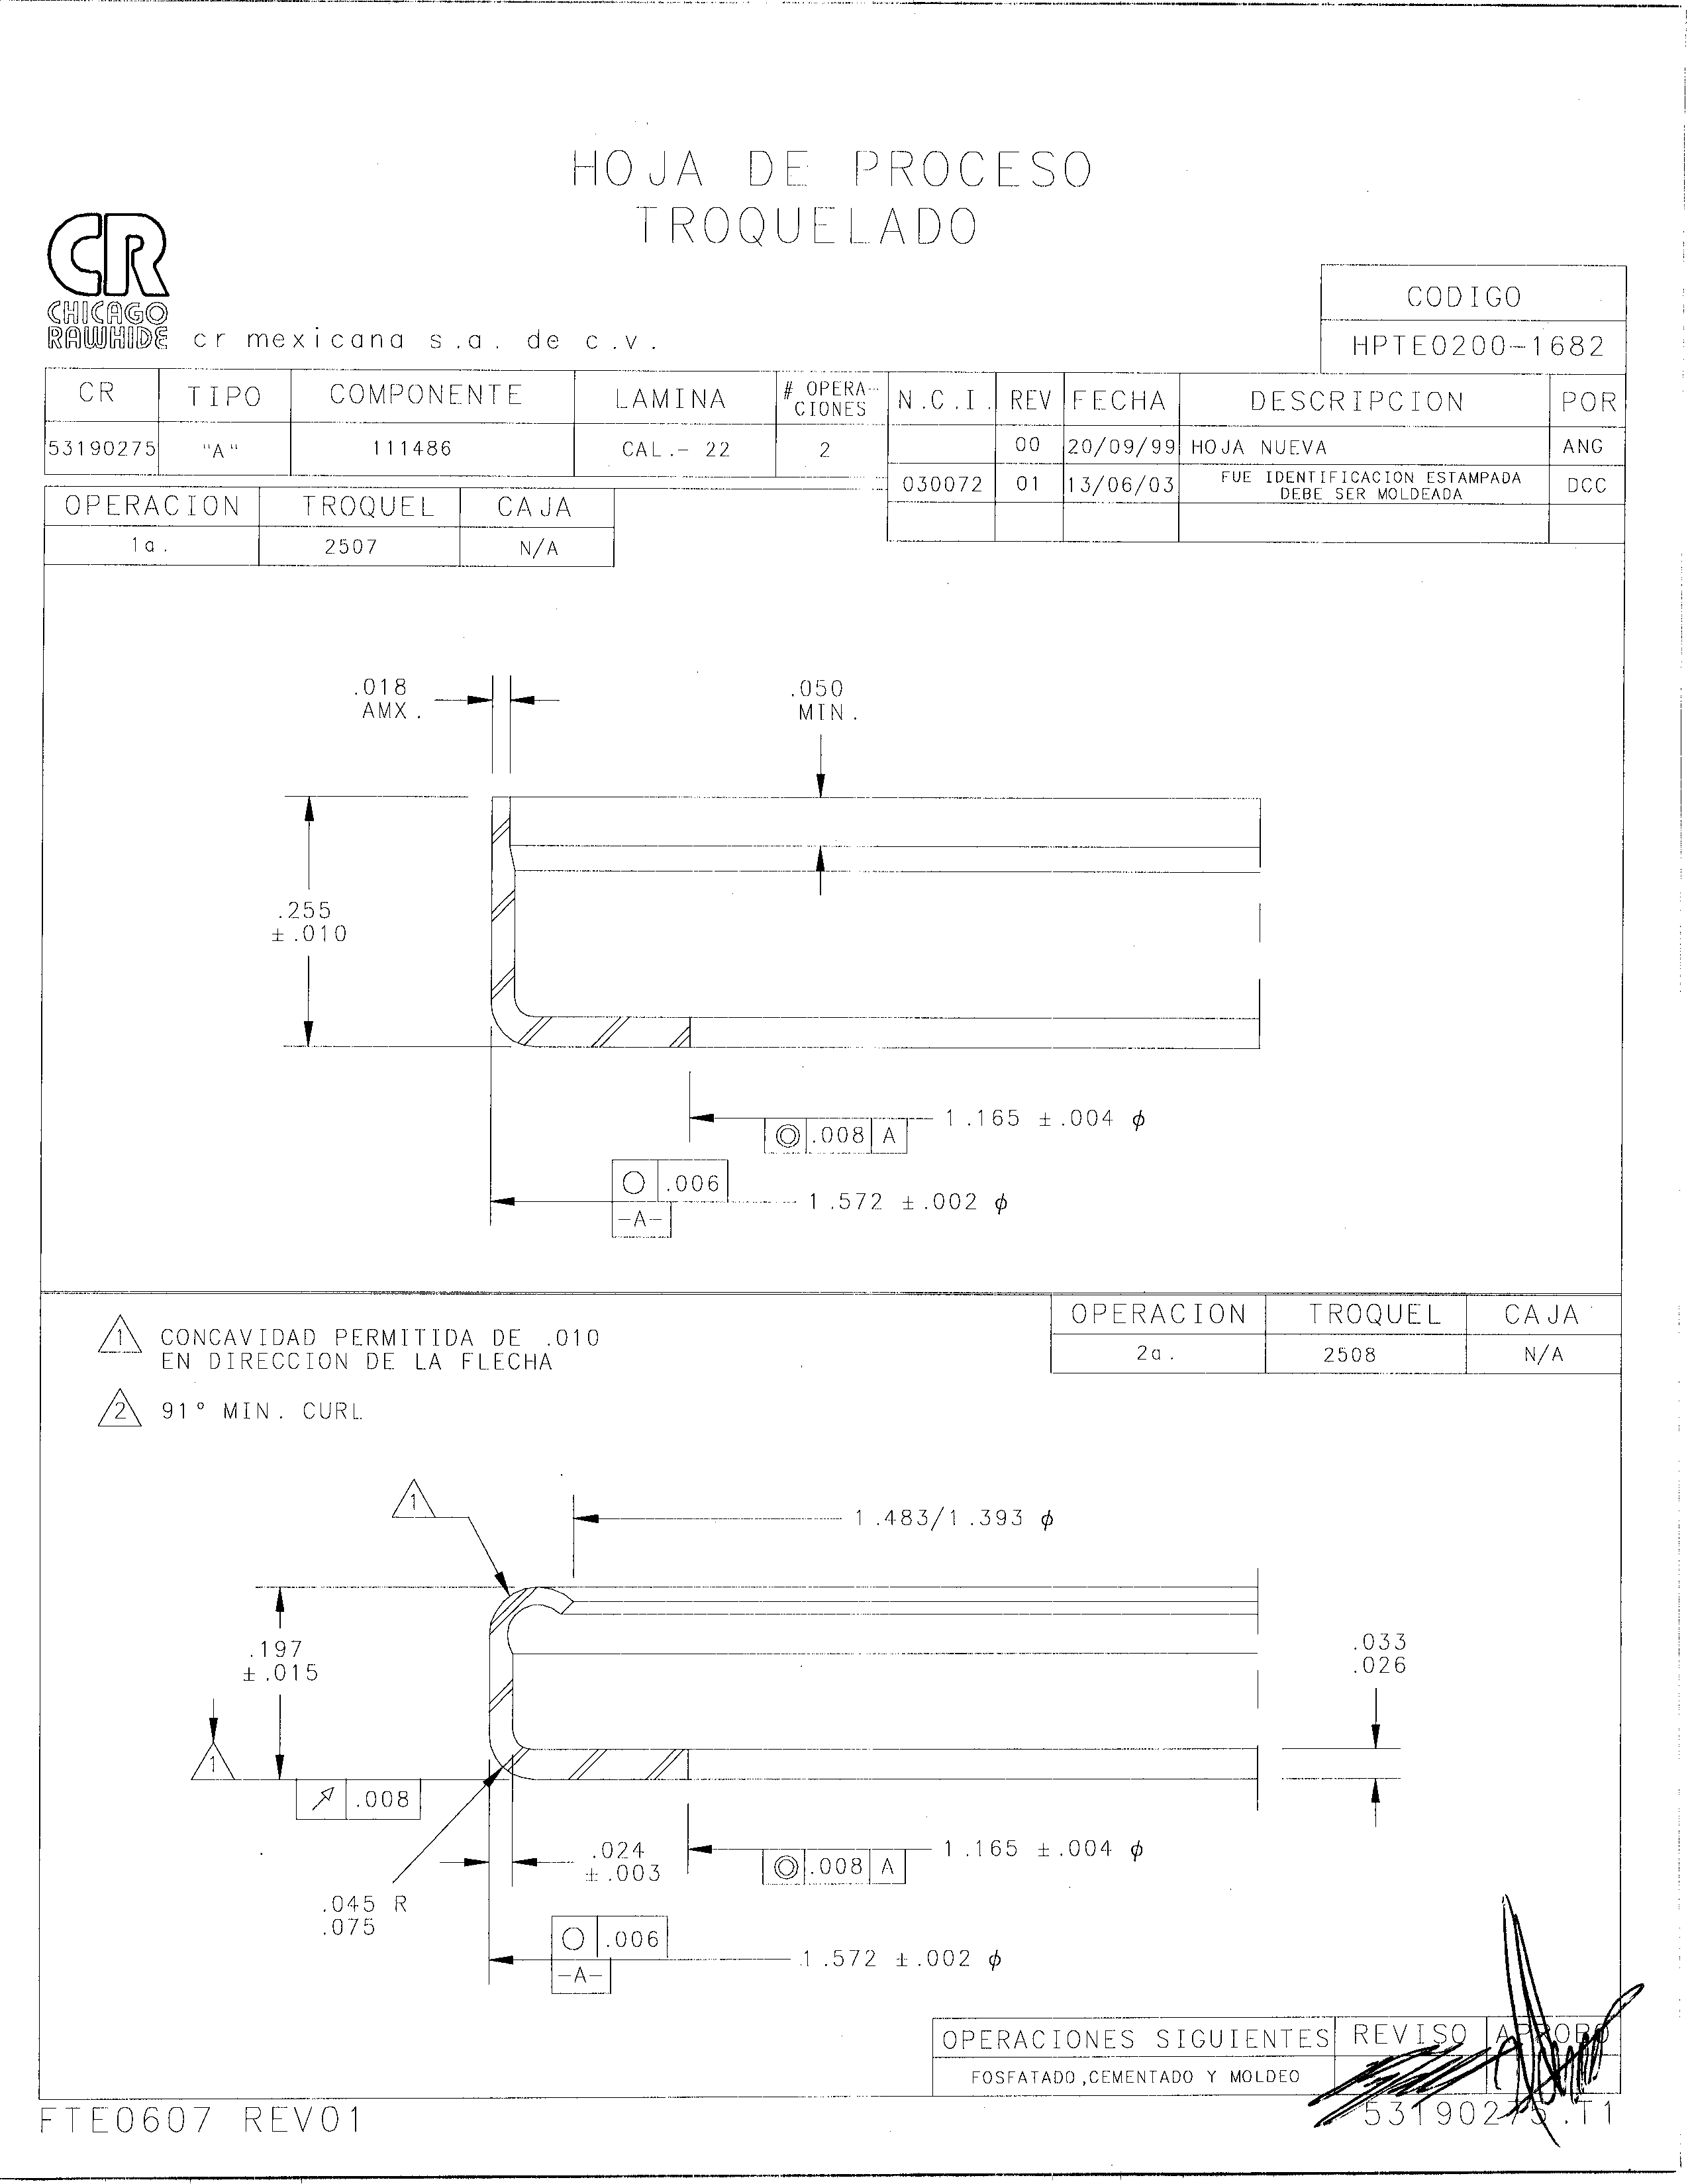 HOJA DE PROCESO
TROQUELADO
CR
CHICAGO
RAWHIDE
cr mexicana s.a. de c.v.
CODIGO
HPTE0200-1682
CR TIPO COMPONENTE LAMINA # OPERA-CIONES N.C.I. REV FECHA DESCRIPCION POR
53190275 "A" 111486 CAL.- 22 2 00 20/09/99 HOJA NUEVA ANG
030072 01 13/06/03 FUE IDENTIFICACION ESTAMPADA
DEBE SER MOLDEADA DCC
OPERACION TROQUEL CAJA
1a. 2507 N/A
.018
AMX.
.050
MIN.
.255
±.010
1.165 ±.004 ϕ
.008 A
.006
1.572 ±.002 ϕ
-A-
OPERACION TROQUEL CAJA
2a. 2508 N/A
1 CONCAVIDAD PERMITIDA DE .010
EN DIRECCION DE LA FLECHA
2 91° MIN. CURL
1
1.483/1.393 ϕ
.197
±.015
.033
.026
1
.008
.024
±.003
1.165 ±.004 ϕ
.008 A
.045 R
.075
.006
1.572 ±.002 ϕ
-A-
OPERACIONES SIGUIENTES REVISO APROBO
FOSFATADO,CEMENTADO Y MOLDEO
FTE0607 REV01
53190275.T1